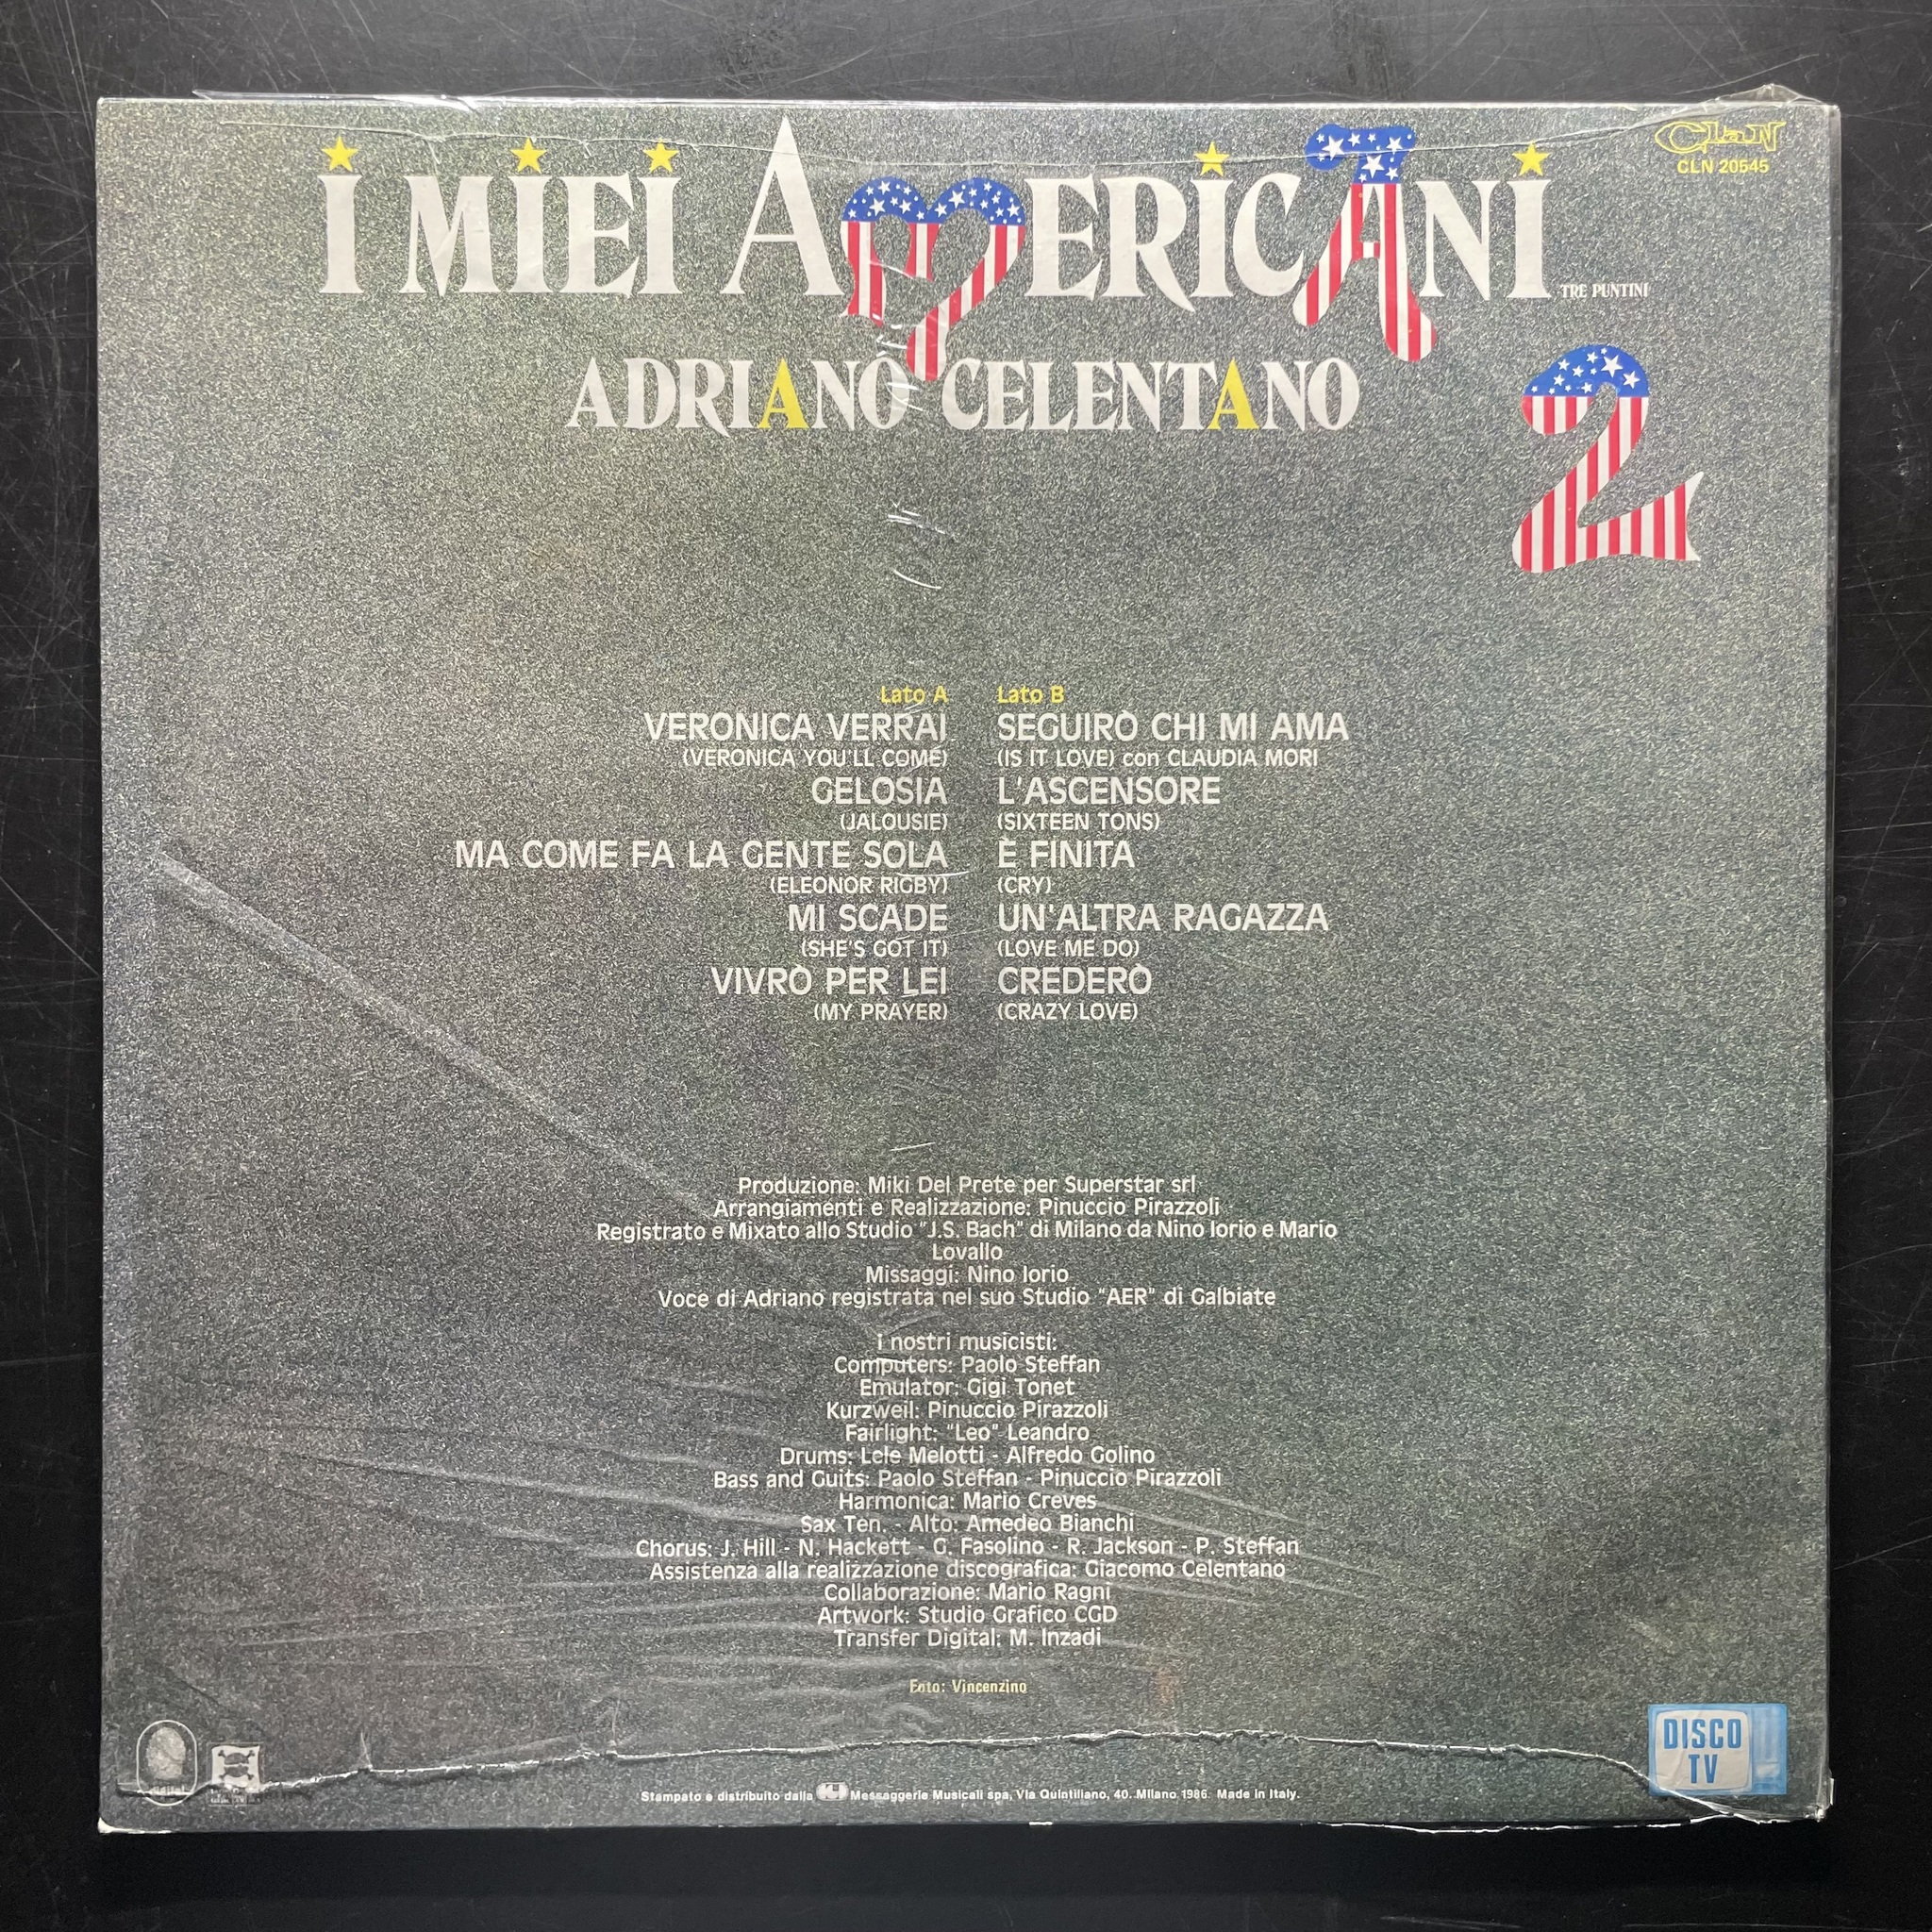 CLaN
CLN 20545
I MIEI AMERICANI
TRE PUNTINI
ADRIANO CELENTANO
2
Lato A
VERONICA VERRAI
(VERONICA YOU'LL COME)
GELOSIA
(JALOUSIE)
MA COME FA LA GENTE SOLA
(ELEONOR RIGBY)
MI SCADE
(SHE'S GOT IT)
VIVRÒ PER LEI
(MY PRAYER)
Lato B
SEGUIRÒ CHI MI AMA
(IS IT LOVE) con CLAUDIA MORI
L'ASCENSORE
(SIXTEEN TONS)
È FINITA
(CRY)
UN'ALTRA RAGAZZA
(LOVE ME DO)
CREDERÒ
(CRAZY LOVE)
Produzione: Miki Del Prete per Superstar srl
Arrangiamenti e Realizzazione: Pinuccio Pirazzoli
Registrato e Mixato allo Studio "J.S. Bach" di Milano da Nino Iorio e Mario
Lovallo
Missaggi: Nino Iorio
Voce di Adriano registrata nel suo Studio "AER" di Galbiate
i nostri musicisti:
Computers: Paolo Steffan
Emulator: Gigi Tonet
Kurzweil: Pinuccio Pirazzoli
Fairlight: "Leo" Leandro
Drums: Lele Melotti - Alfredo Golino
Bass and Guits: Paolo Steffan - Pinuccio Pirazzoli
Harmonica: Mario Creves
Sax Ten. - Alto: Amedeo Bianchi
Chorus: J. Hill - N. Hackett - G. Fasolino - R. Jackson - P. Steffan
Assistenza alla realizzazione discografica: Giacomo Celentano
Collaborazione: Mario Ragni
Artwork: Studio Grafico CGD
Transfer Digital: M. Inzadi
Foto: Vincenzino
digital
DISCO
TV
Stampato e distribuito dalla Messaggerie Musicali spa, Via Quintiliano, 40. Milano 1986 Made in Italy.